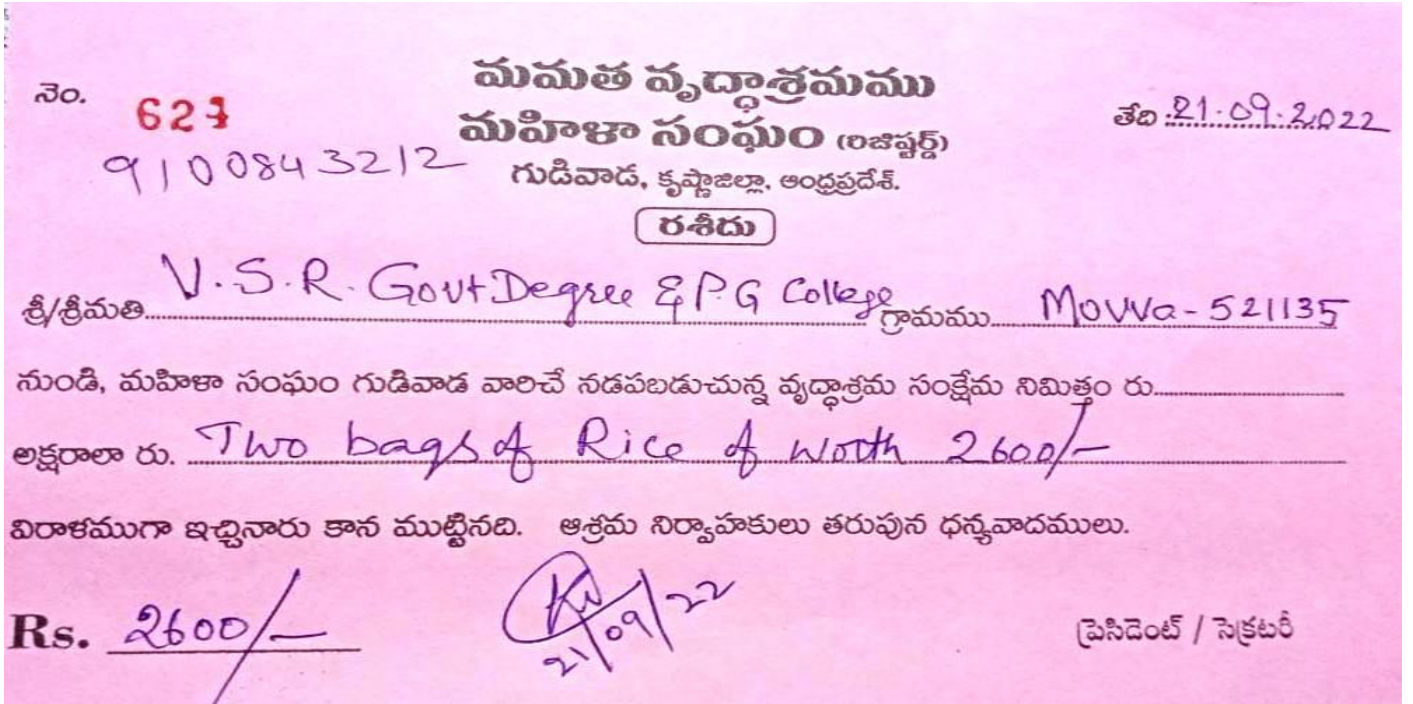 మమత వృద్ధాశ్రమము
నెం. 62
తేది :21.09.2022
మహిళా సంఘం (రిజిష్టర్డ్)
9100843212
గుడివాడ, కృష్ణాజిల్లా, ఆంధ్రప్రదేశ్.
రశీదు
శ్రీ/శ్రీమతి V.S.R. Govt Degree & P.G College గ్రామము Movva-521135
నుండి, మహిళా సంఘం గుడివాడ వారిచే నడపబడుచున్న వృద్ధాశ్రమ సంక్షేమ నిమిత్తం రు.
అక్షరాలా రు. Two bags of Rice of worth 2600/-
విరాళముగా ఇచ్చినారు కాన ముట్టినది. ఆశ్రమ నిర్వాహకులు తరుపున ధన్యవాదములు.
Rs. 2600/-
21/09/22
ప్రెసిడెంట్ / సెక్రటరీ